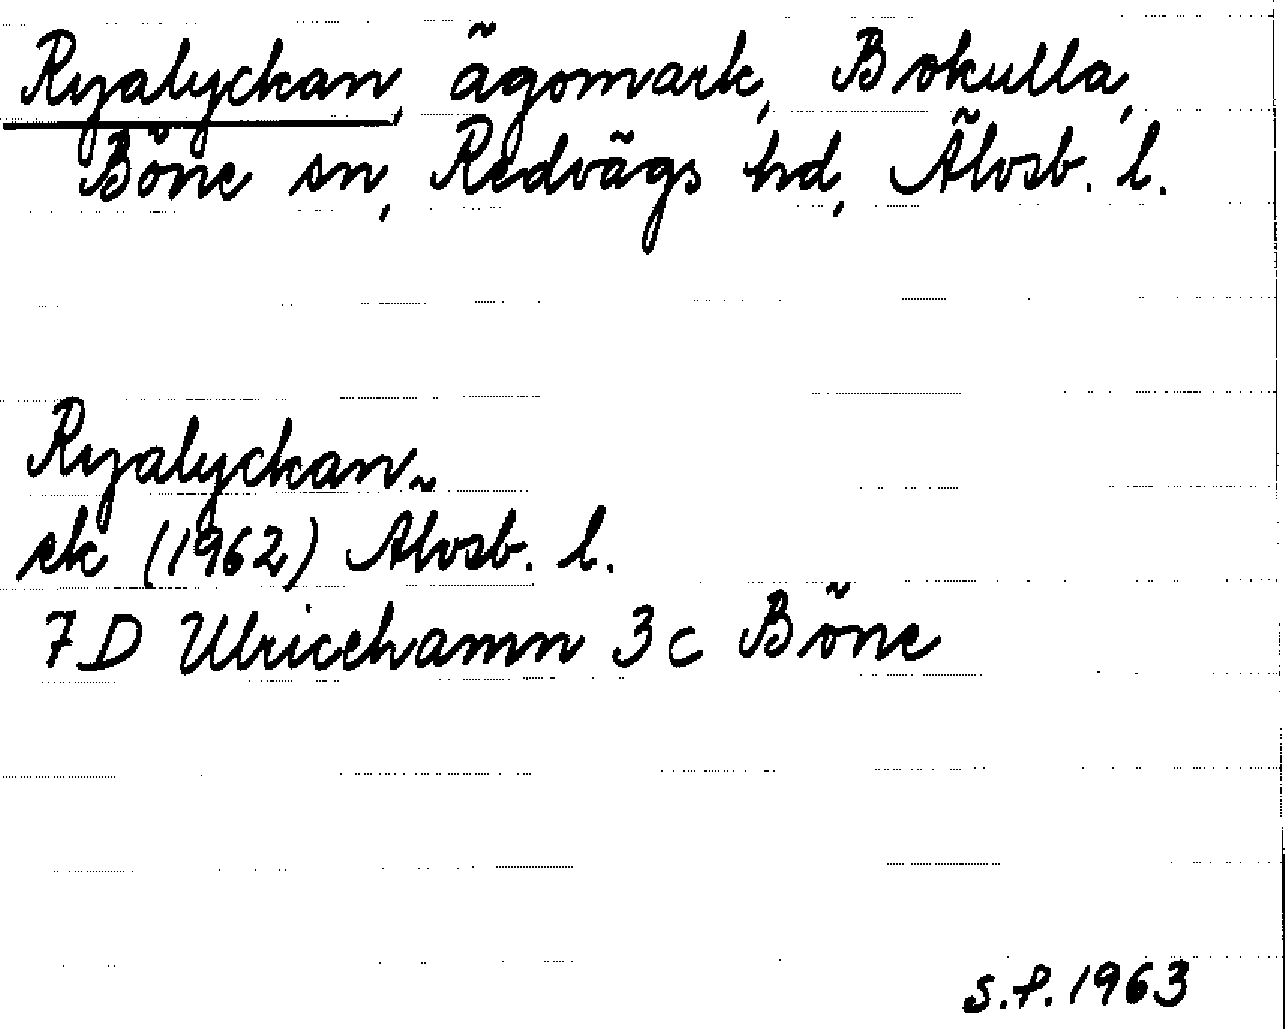 Ryalyckan, ägomark, Bokulla,
Böne sn, Redvägs hd, Älvsb. l.
Ryalyckan
ek (1962) Älvsb. l.
7D Ulricehamn 3c Böne
S.P. 1963